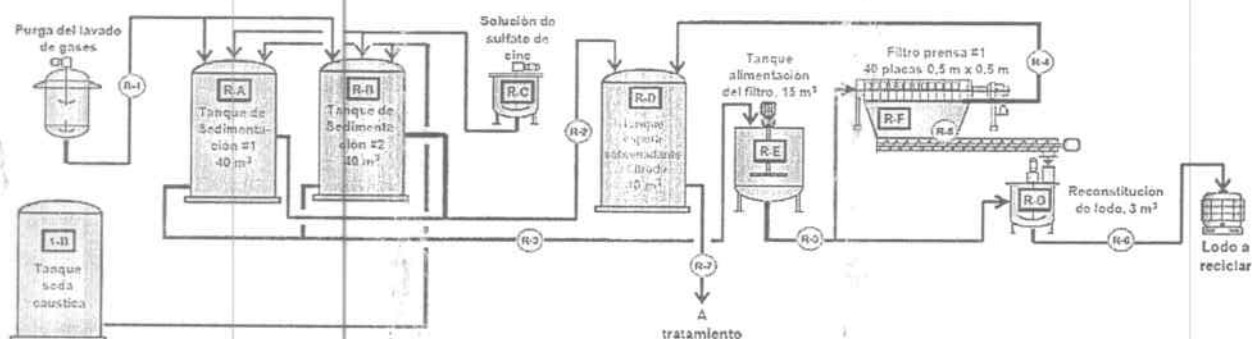 Purga del lavado
de gases
R-1
R-A
Tanque de
Sedimenta-
ción #1
40 m³
R-B
Tanque de
Sedimenta-
ción #2
40 m³
Solución de
sulfato de
cinc
R-C
R-2
R-D
Tanque
sobrenadante
Tanque
alimentación
del filtro, 15 m³
R-E
Filtro prensa #1
40 placas 0,5 m x 0,5 m
R-4
R-F
R-5
R-G
Reconstitucion
de lodo, 3 m³
R-3
R-3
R-6
Lodo a
reciclar
R-7
A
tratamiento
Tanque
soda
caustica